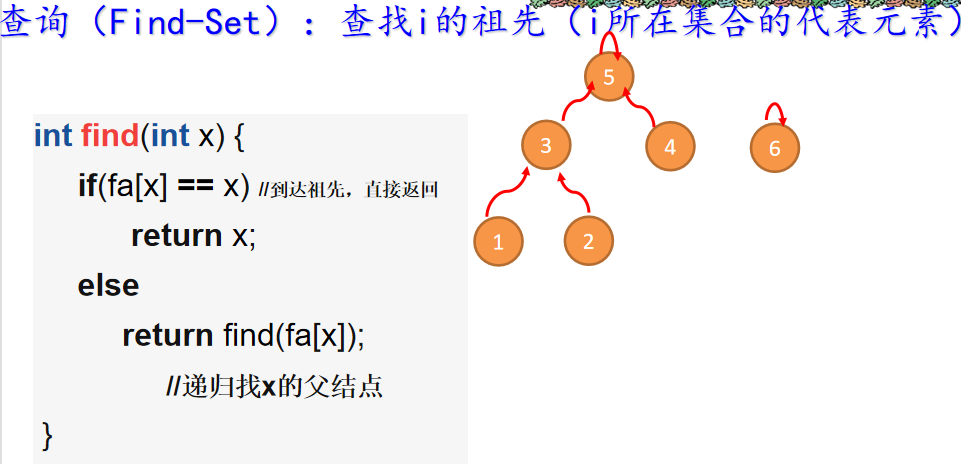 查询（Find-Set）：查找i的祖先（i所在集合的代表元素）
int find(int x) {
if(fa[x] == x) //到达祖先，直接返回
return x;
else
return find(fa[x]);
//递归找x的父结点
}
5
3
4
6
1
2